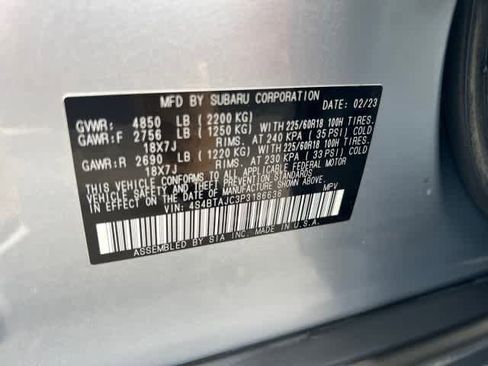 MFD BY SUBARU CORPORATION DATE: 02/23
GVWR: 4850 LB (2200 KG)
GAWR:F 2756 LB (1250 KG) WITH 225/60R18 100H TIRES.
18X7J RIMS. AT 240 KPA (35 PSI) COLD
GAWR:R 2690 LB (1220 KG) WITH 225/60R18 100H TIRES.
18X7J RIMS. AT 230 KPA (33 PSI) COLD
THIS VEHICLE CONFORMS TO ALL APPLICABLE FEDERAL MOTOR
VEHICLE SAFETY AND THEFT PREVENTION STANDARDS
IN EFFECT ON THE DATE OF MANUFACTURE SHOWN ABOVE.
VIN: 4S4BTAJC3P3186638 MPV
ASSEMBLED BY SIA INC. IN U.S.A.